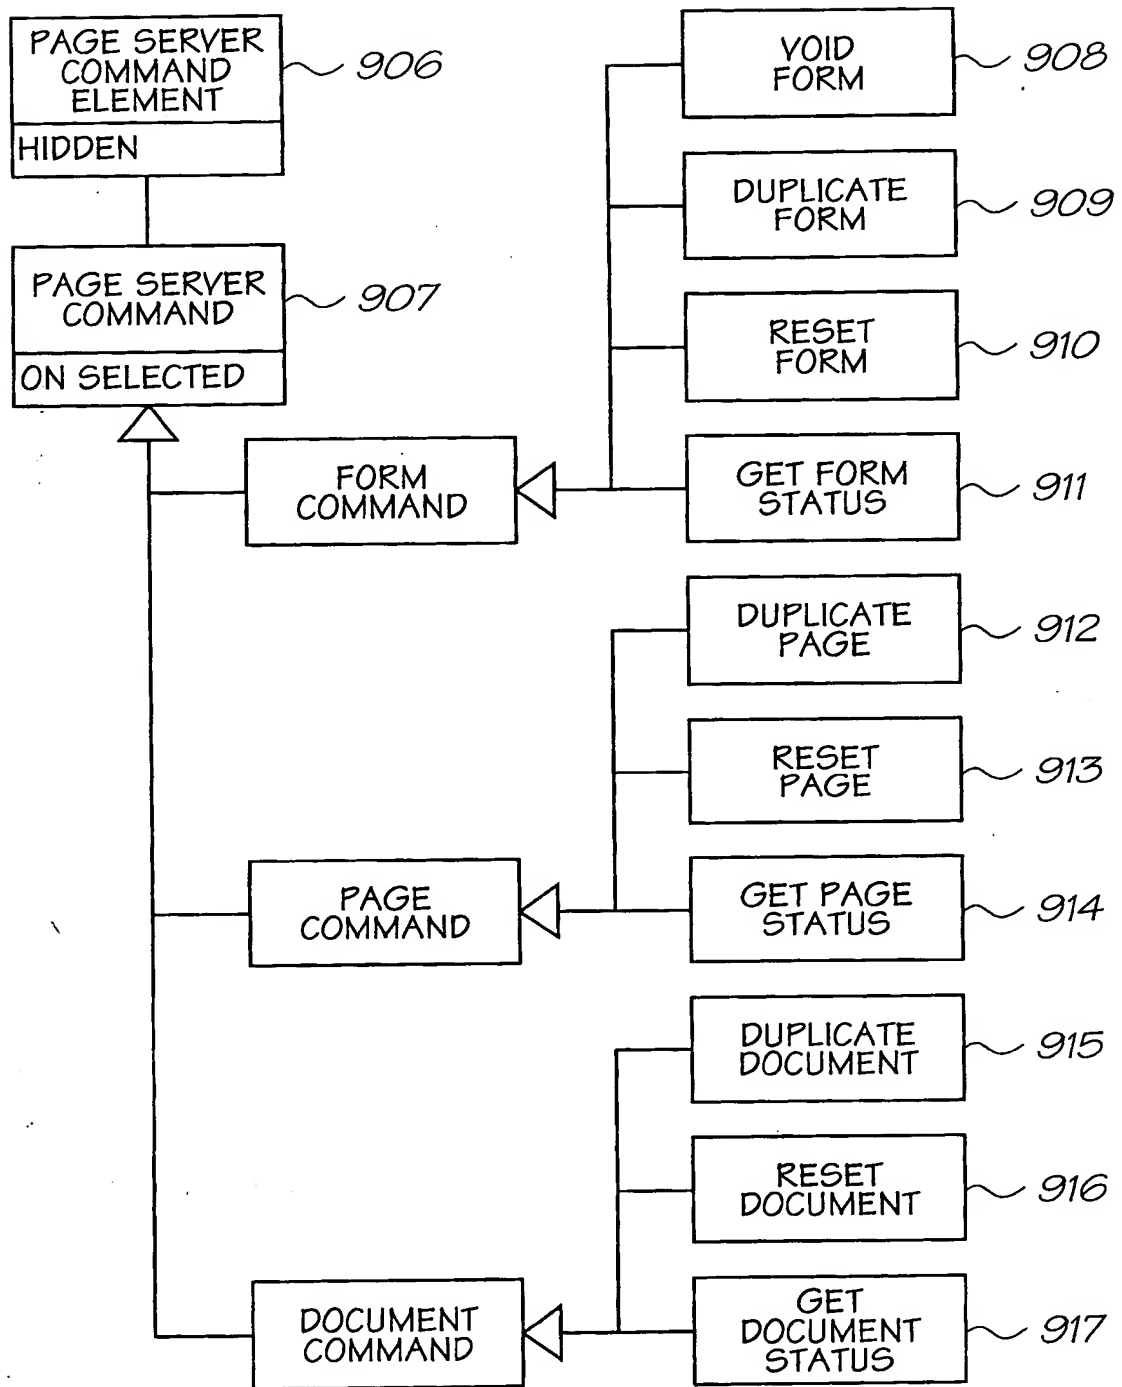 PAGE SERVER
COMMAND
ELEMENT
906
HIDDEN
PAGE SERVER
COMMAND
907
ON SELECTED
VOID
FORM
908
DUPLICATE
FORM
909
RESET
FORM
910
FORM
COMMAND
GET FORM
STATUS
911
DUPLICATE
PAGE
912
RESET
PAGE
913
PAGE
COMMAND
GET PAGE
STATUS
914
DUPLICATE
DOCUMENT
915
RESET
DOCUMENT
916
DOCUMENT
COMMAND
GET
DOCUMENT
STATUS
917